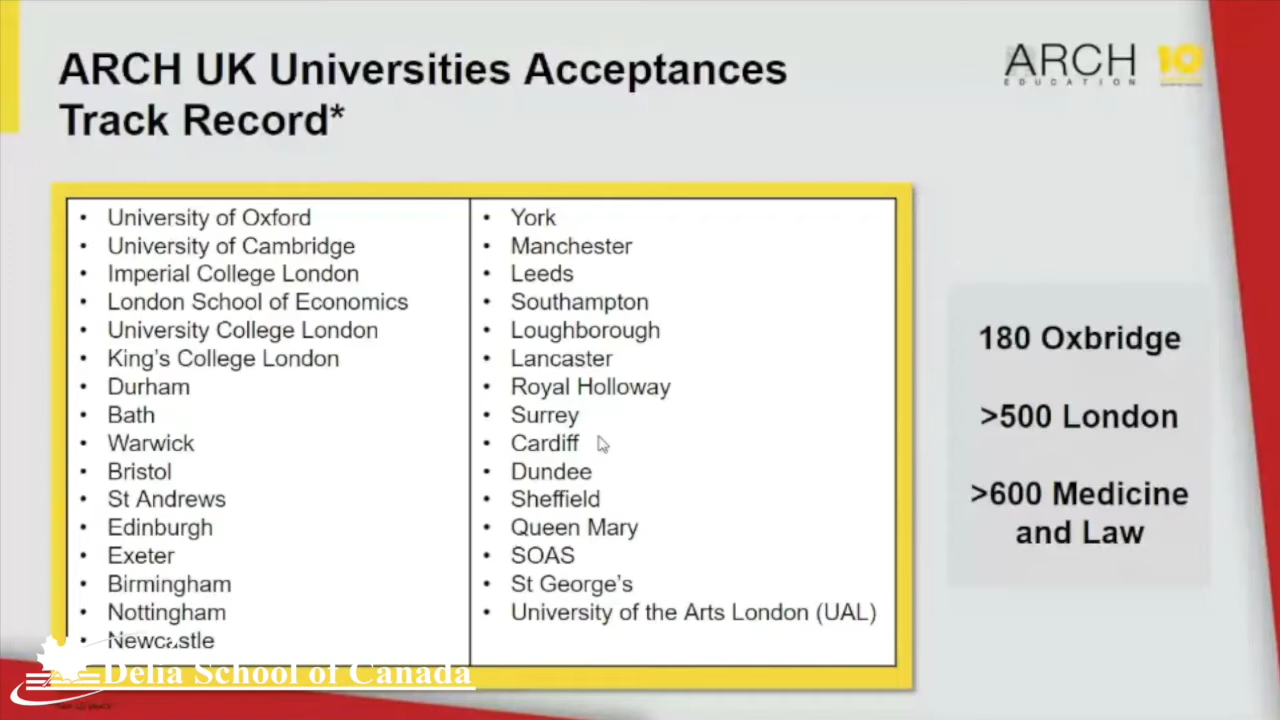 ARCH UK Universities Acceptances
Track Record*
ARCH
EDUCATION
10
• University of Oxford
• University of Cambridge
• Imperial College London
• London School of Economics
• University College London
• King's College London
• Durham
• Bath
• Warwick
• Bristol
• St Andrews
• Edinburgh
• Exeter
• Birmingham
• Nottingham
• Newcastle
• York
• Manchester
• Leeds
• Southampton
• Loughborough
• Lancaster
• Royal Holloway
• Surrey
• Cardiff
• Dundee
• Sheffield
• Queen Mary
• SOAS
• St George's
• University of the Arts London (UAL)
180 Oxbridge
>500 London
>600 Medicine
and Law
Delia School of Canada